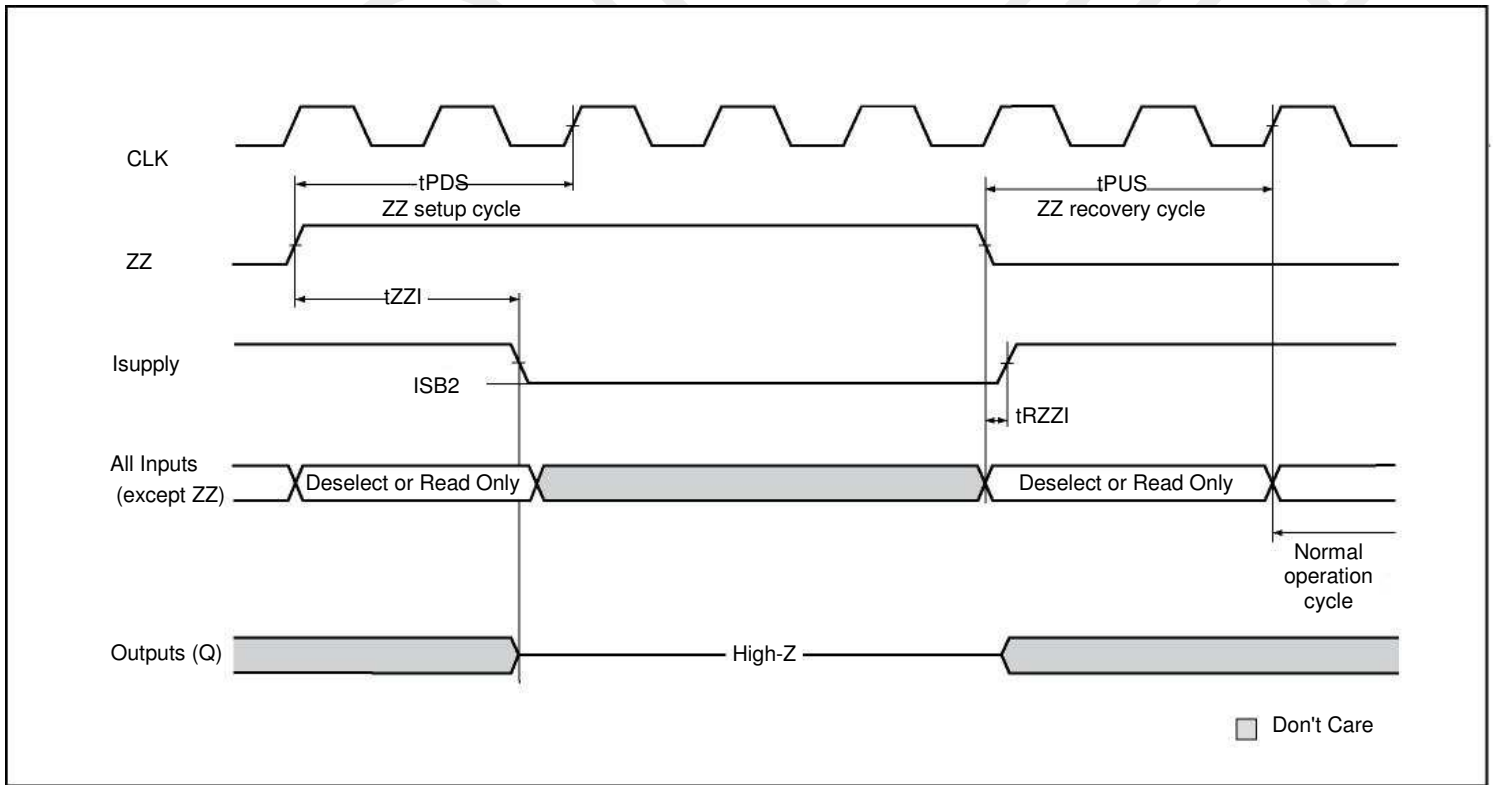 CLK
tPDS
tPUS
ZZ setup cycle
ZZ recovery cycle
ZZ
tZZI
Isupply
ISB2
tRZZI
All Inputs
(except ZZ)
Deselect or Read Only
Deselect or Read Only
Normal
operation
cycle
Outputs (Q)
High-Z
Don't Care